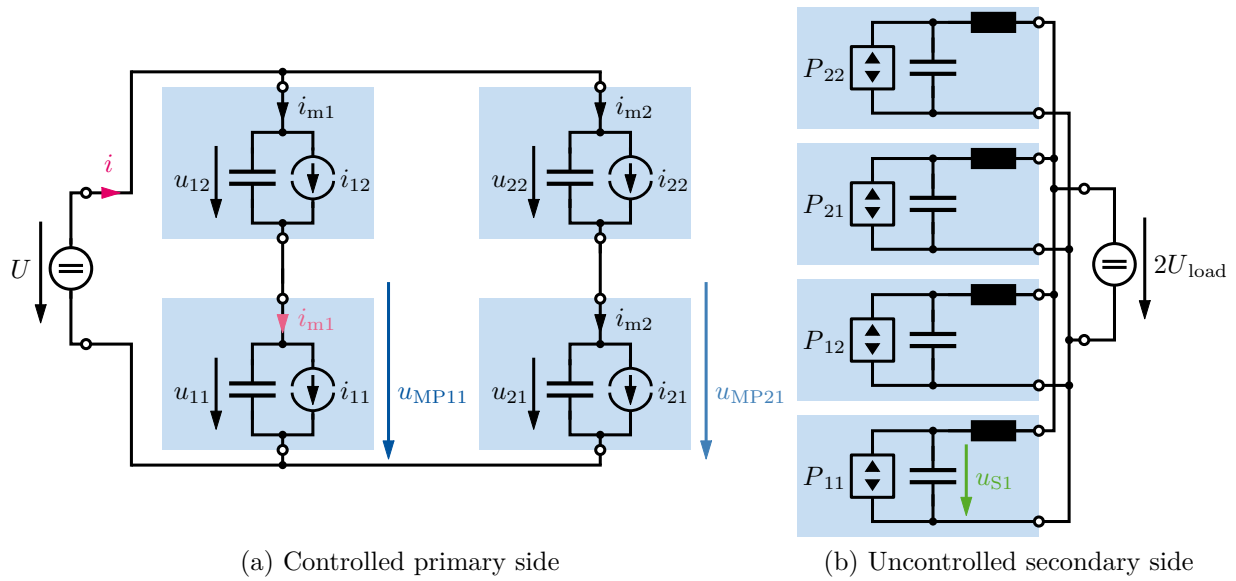 i
U
i_m1
u_12
i_12
i_m2
u_22
i_22
i_m1
u_11
i_11
u_MP11
i_m2
u_21
i_21
u_MP21
(a) Controlled primary side
P_22
P_21
P_12
P_11
u_S1
2U_load
(b) Uncontrolled secondary side